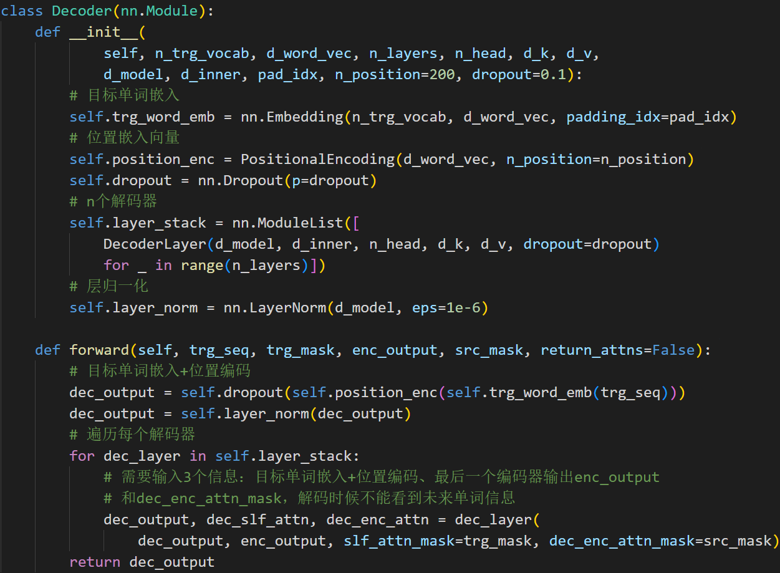 class Decoder(nn.Module):
    def __init__(
            self, n_trg_vocab, d_word_vec, n_layers, n_head, d_k, d_v,
            d_model, d_inner, pad_idx, n_position=200, dropout=0.1):
        # 目标单词嵌入
        self.trg_word_emb = nn.Embedding(n_trg_vocab, d_word_vec, padding_idx=pad_idx)
        # 位置嵌入向量
        self.position_enc = PositionalEncoding(d_word_vec, n_position=n_position)
        self.dropout = nn.Dropout(p=dropout)
        # n个解码器
        self.layer_stack = nn.ModuleList([
            DecoderLayer(d_model, d_inner, n_head, d_k, d_v, dropout=dropout)
            for _ in range(n_layers)])
        # 层归一化
        self.layer_norm = nn.LayerNorm(d_model, eps=1e-6)

    def forward(self, trg_seq, trg_mask, enc_output, src_mask, return_attns=False):
        # 目标单词嵌入+位置编码
        dec_output = self.dropout(self.position_enc(self.trg_word_emb(trg_seq)))
        dec_output = self.layer_norm(dec_output)
        # 遍历每个解码器
        for dec_layer in self.layer_stack:
            # 需要输入3个信息：目标单词嵌入+位置编码、最后一个编码器输出enc_output
            # 和dec_enc_attn_mask，解码时候不能看到未来单词信息
            dec_output, dec_slf_attn, dec_enc_attn = dec_layer(
                dec_output, enc_output, slf_attn_mask=trg_mask, dec_enc_attn_mask=src_mask)
        return dec_output